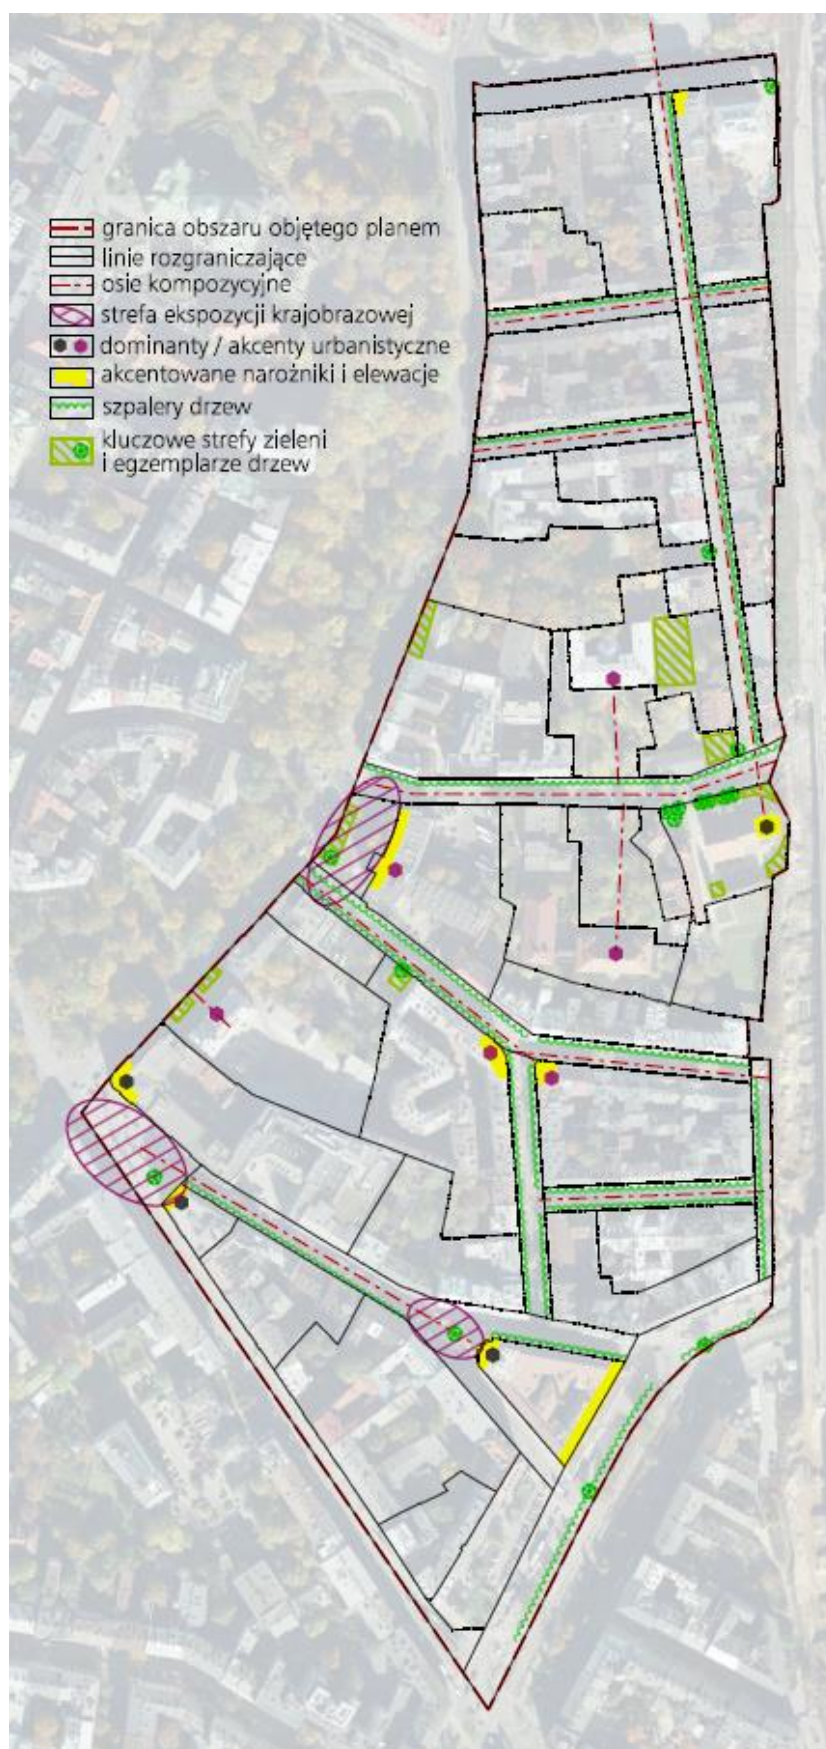 granica obszaru objętego planem
linie rozgraniczające
osie kompozycyjne
strefa ekspozycji krajobrazowej
dominanty / akcenty urbanistyczne
akcentowane narożniki i elewacje
szpalery drzew
kluczowe strefy zieleni
i egzemplarze drzew